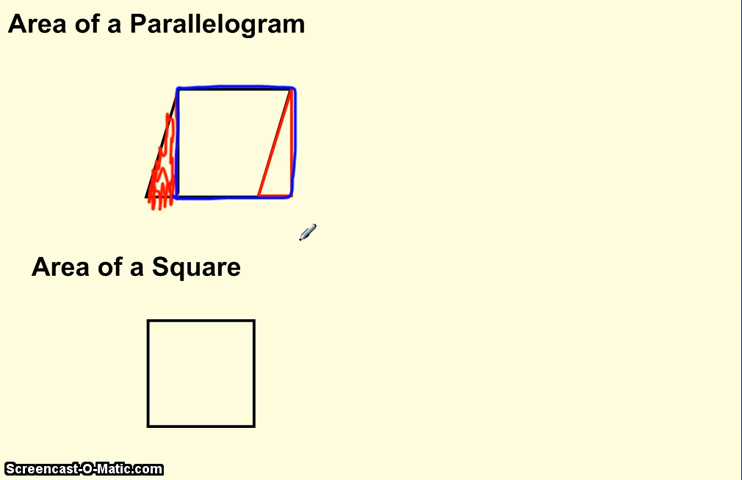 Area of a Parallelogram
Area of a Square
Screencast-O-Matic.com